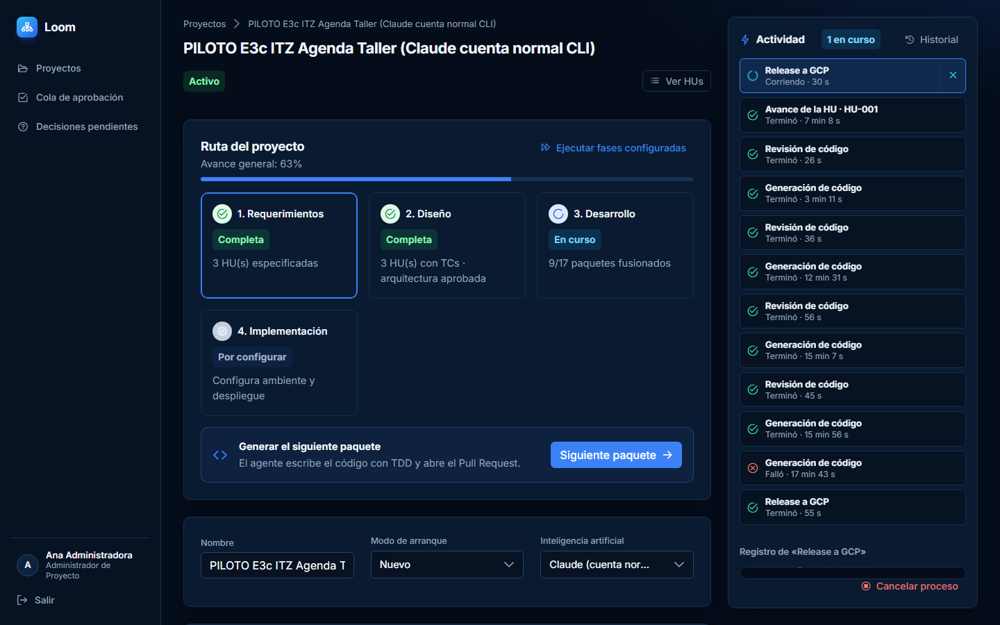 Loom
Proyectos
Cola de aprobación
Decisiones pendientes
A
Ana Administradora
Administrador de
Proyecto
Salir
Proyectos
PILOTO E3c ITZ Agenda Taller (Claude cuenta normal CLI)
PILOTO E3c ITZ Agenda Taller (Claude cuenta normal CLI)
Activo
Ver HUs
Ruta del proyecto
Ejecutar fases configuradas
Avance general: 63%
1. Requerimientos
Completa
3 HU(s) especificadas
2. Diseño
Completa
3 HU(s) con TCs ·
arquitectura aprobada
3. Desarrollo
En curso
9/17 paquetes fusionados
4. Implementación
Por configurar
Configura ambiente y
despliegue
Generar el siguiente paquete
El agente escribe el código con TDD y abre el Pull Request.
Siguiente paquete
Nombre
PILOTO E3c ITZ Agenda T
Modo de arranque
Nuevo
Inteligencia artificial
Claude (cuenta nor...
Actividad
1 en curso
Historial
Release a GCP
Corriendo · 30 s
Avance de la HU · HU-001
Terminó · 7 min 8 s
Revisión de código
Terminó · 26 s
Generación de código
Terminó · 3 min 11 s
Revisión de código
Terminó · 36 s
Generación de código
Terminó · 12 min 31 s
Revisión de código
Terminó · 56 s
Generación de código
Terminó · 15 min 7 s
Revisión de código
Terminó · 45 s
Generación de código
Terminó · 15 min 56 s
Generación de código
Falló · 17 min 43 s
Release a GCP
Terminó · 55 s
Registro de «Release a GCP»
Cancelar proceso